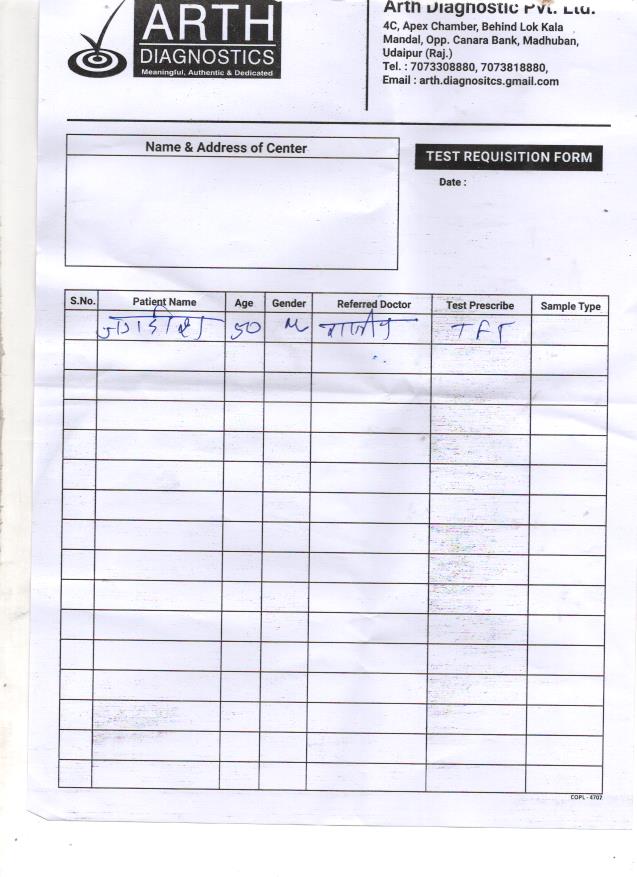 ARTH
DIAGNOSTICS
Meaningful, Authentic & Dedicated
Arth Diagnostic Pvt. Ltd.
4C, Apex Chamber, Behind Lok Kala
Mandal, Opp. Canara Bank, Madhuban,
Udaipur (Raj.)
Tel. : 7073308880, 7073818880,
Email : arth.diagnositcs.gmail.com
Name & Address of Center
TEST REQUISITION FORM
Date :
S.No. Patient Name Age Gender Referred Doctor Test Prescribe Sample Type
50 M TFT
COPL - 4707